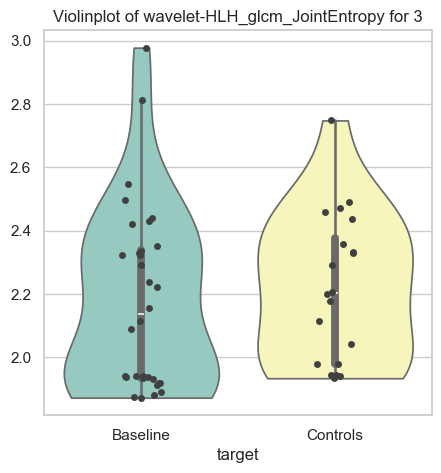 Violinplot of wavelet-HLH_glcm_JointEntropy for 3
3.0
2.8
2.6
2.4
2.2
2.0
Baseline Controls
target